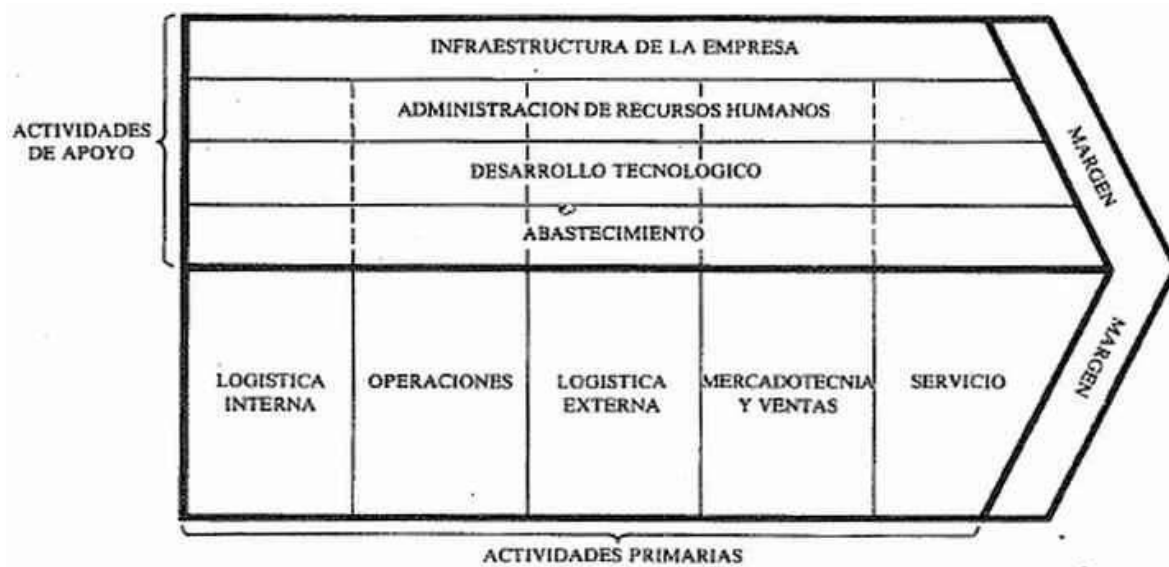 INFRAESTRUCTURA DE LA EMPRESA
ADMINISTRACION DE RECURSOS HUMANOS
ACTIVIDADES
DE APOYO
DESARROLLO TECNOLOGICO
ABASTECIMIENTO
MARGEN
LOGISTICA
INTERNA
OPERACIONES
LOGISTICA
EXTERNA
MERCADOTECNIA
Y VENTAS
SERVICIO
MARGEN
ACTIVIDADES PRIMARIAS